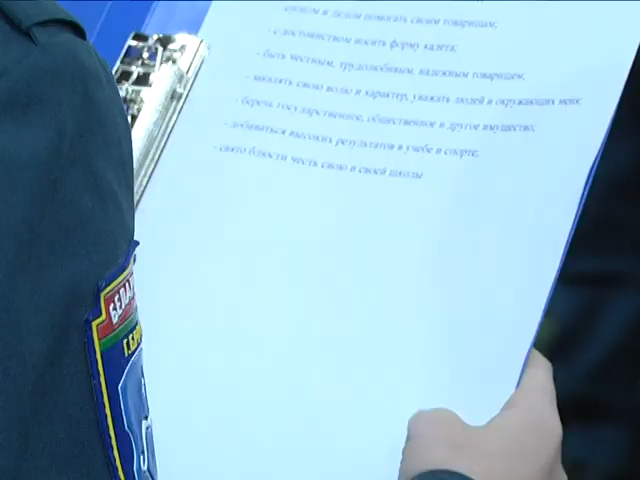 словом и делом помогать своим товарищам;
- с достоинством носить форму кадета;
- быть честным, трудолюбивым, надежным товарищем;
- закалять свою волю и характер, уважать людей и окружающих меня;
- беречь государственное, общественное и другое имущество;
- добиваться высоких результатов в учебе и спорте;
- свято блюсти честь свою и своей школы
БЕЛА